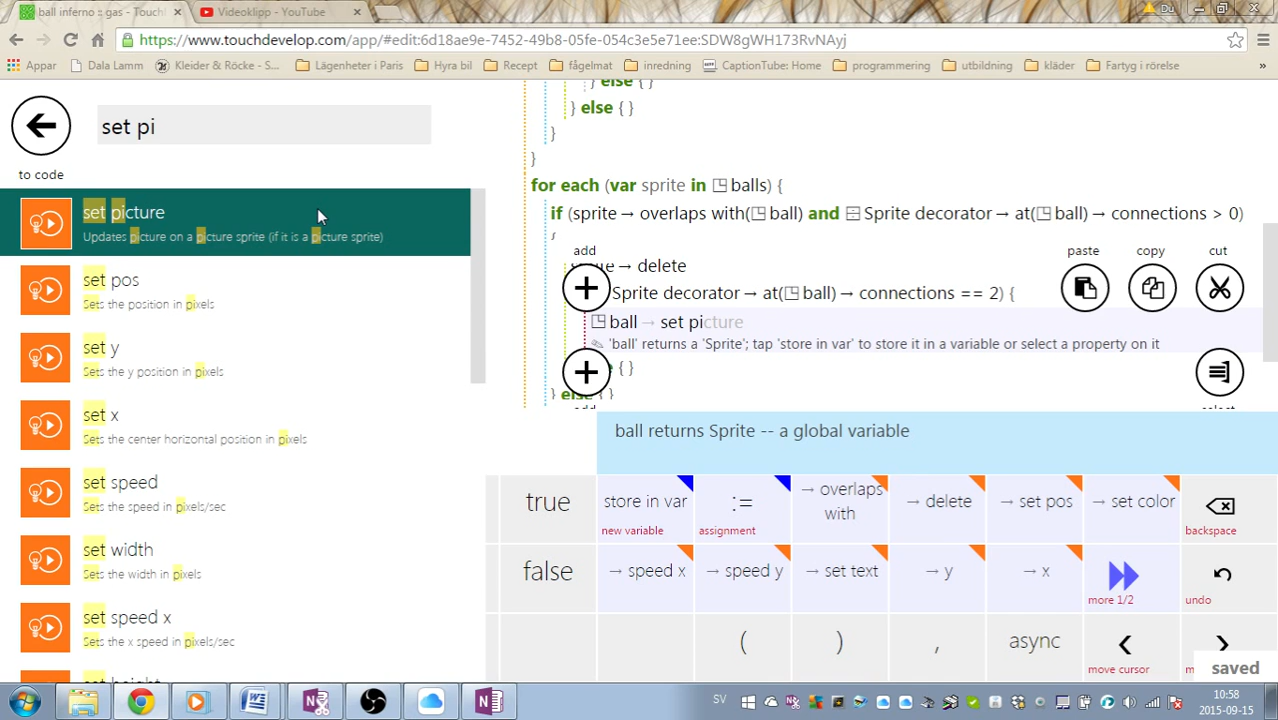 ball inferno :: gas - Touch
Videoklipp - YouTube
Du
https://www.touchdevelop.com/app/#edit:6d18ae9e-7452-49b8-05fe-054c3e5e71ee:SDW8gWH173RvNAyj
Appar
Dala Lamm
Kleider & Röcke - S...
Lägenheter i Paris
Hyra bil
Recept
fågelmat
inredning
CaptionTube: Home
programmering
utbildning
kläder
Fartyg i rörelse
»
set pi
to code
set picture
Updates picture on a picture sprite (if it is a picture sprite)
set pos
Sets the position in pixels
set y
Sets the y position in pixels
set x
Sets the center horizontal position in pixels
set speed
Sets the speed in pixels/sec
set width
Sets the width in pixels
set speed x
Sets the x speed in pixels/sec
set height
} else { }
} else { }
}
}
for each (var sprite in balls) {
if (sprite → overlaps with(ball) and Sprite decorator → at(ball) → connections > 0)
{
→ delete
Sprite decorator → at(ball) → connections == 2) {
ball → set picture
'ball' returns a 'Sprite'; tap 'store in var' to store it in a variable or select a property on it
{ }
} else { }
add
add
paste
copy
cut
select
ball returns Sprite -- a global variable
true
store in var
new variable
:=
assignment
→ overlaps with
→ delete
→ set pos
→ set color
backspace
false
→ speed x
→ speed y
→ set text
→ y
→ x
more 1/2
undo
(
)
,
async
<
move cursor
>
saved
SV
10:58
2015-09-15